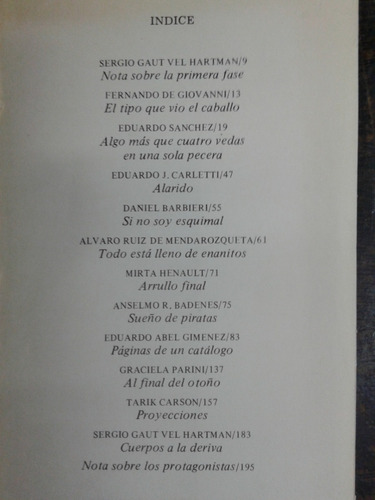 INDICE
SERGIO GAUT VEL HARTMAN/9
Nota sobre la primera fase
FERNANDO DE GIOVANNI/13
El tipo que vio el caballo
EDUARDO SANCHEZ/19
Algo más que cuatro vedas
en una sola pecera
EDUARDO J. CARLETTI/47
Alarido
DANIEL BARBIERI/55
Si no soy esquimal
ALVARO RUIZ DE MENDAROZQUETA/61
Todo está lleno de enanitos
MIRTA HENAULT/71
Arrullo final
ANSELMO R. BADENES/75
Sueño de piratas
EDUARDO ABEL GIMENEZ/83
Páginas de un catálogo
GRACIELA PARINI/137
Al final del otoño
TARIK CARSON/157
Proyecciones
SERGIO GAUT VEL HARTMAN/183
Cuerpos a la deriva
Nota sobre los protagonistas/195